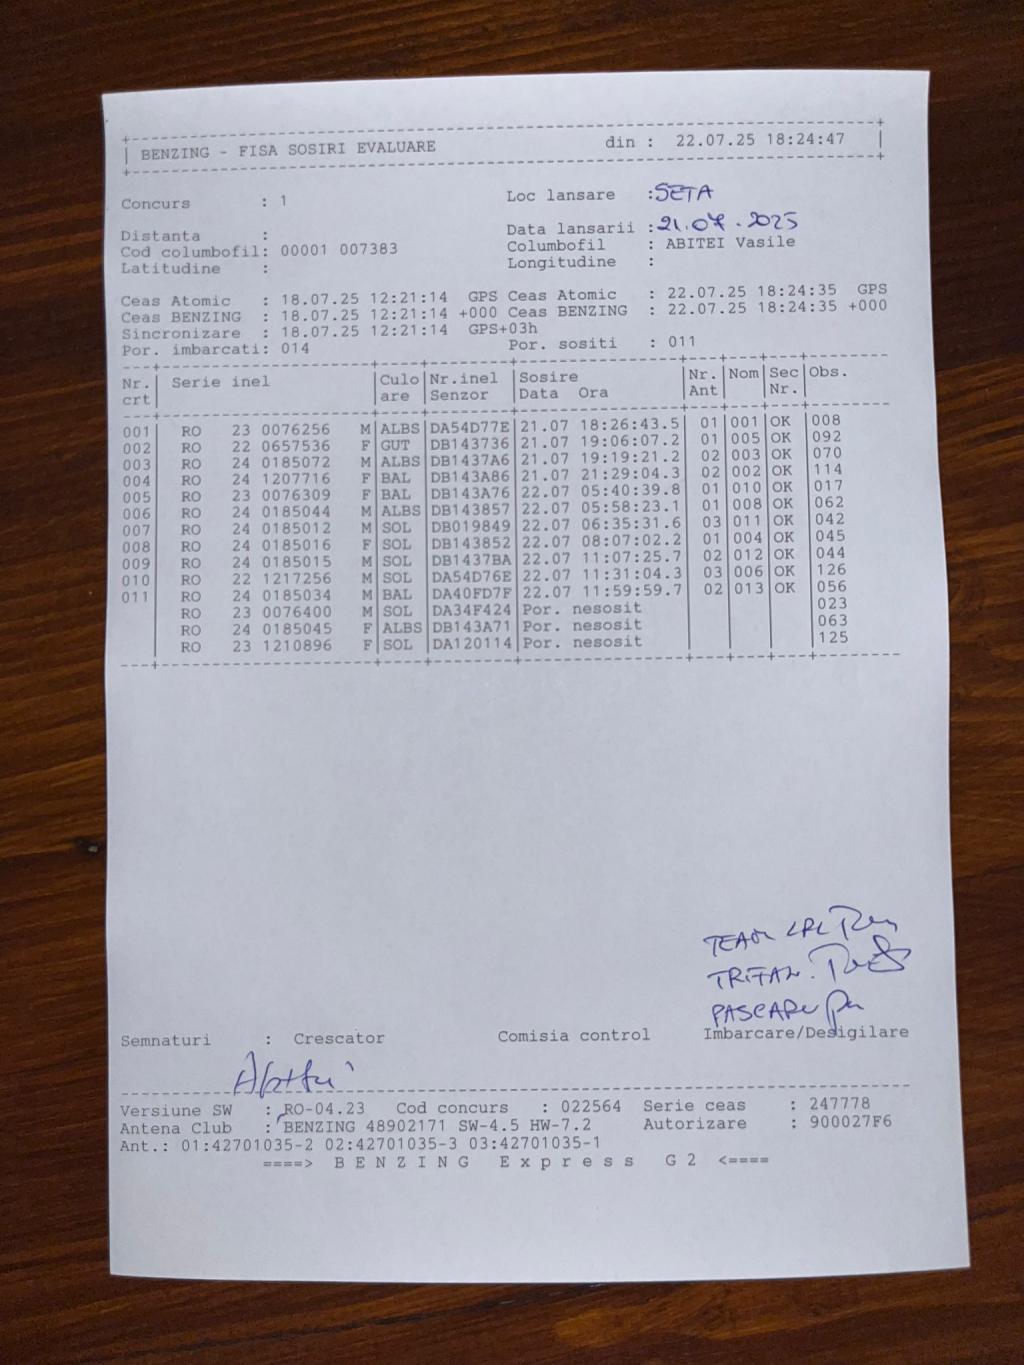 BENZING - FISA SOSIRI EVALUARE din : 22.07.25 18:24:47
Concurs : 1 Loc lansare : SETA
Data lansarii : 21.07.2025
Distanta :
Cod columbofil: 00001 007383 Columbofil : ABITEI Vasile
Latitudine : Longitudine :
Ceas Atomic : 18.07.25 12:21:14 GPS Ceas Atomic : 22.07.25 18:24:35 GPS
Ceas BENZING : 18.07.25 12:21:14 +000 Ceas BENZING : 22.07.25 18:24:35 +000
Sincronizare : 18.07.25 12:21:14 GPS+03h
Por. imbarcati: 014 Por. sositi : 011
Nr. Serie inel Culo Nr.inel Sosire Nr. Nom Sec Obs.
crt are Senzor Data Ora Ant Nr.
001 RO 23 0076256 M ALBS DA54D77E 21.07 18:26:43.5 01 001 OK 008
002 RO 22 0657536 F GUT DB143736 21.07 19:06:07.2 01 005 OK 092
003 RO 24 0185072 M ALBS DB1437A6 21.07 19:19:21.2 02 003 OK 070
004 RO 24 1207716 F BAL DB143A86 21.07 21:29:04.3 02 002 OK 114
005 RO 23 0076309 F BAL DB143A76 22.07 05:40:39.8 01 010 OK 017
006 RO 24 0185044 M ALBS DB143857 22.07 05:58:23.1 01 008 OK 062
007 RO 24 0185012 M SOL DB019849 22.07 06:35:31.6 03 011 OK 042
008 RO 24 0185016 F SOL DB143852 22.07 08:07:02.2 01 004 OK 045
009 RO 24 0185015 M SOL DB1437BA 22.07 11:07:25.7 02 012 OK 044
010 RO 22 1217256 M SOL DA54D76E 22.07 11:31:04.3 03 006 OK 126
011 RO 24 0185034 M BAL DA40FD7F 22.07 11:59:59.7 02 013 OK 056
RO 23 0076400 M SOL DA34F424 Por. nesosit 023
RO 24 0185045 F ALBS DB143A71 Por. nesosit 063
RO 23 1210896 F SOL DA120114 Por. nesosit 125
TEAM
TRIFAN.
PASCARU
Semnaturi : Crescator Comisia control Imbarcare/Desigilare
Versiune SW : RO-04.23 Cod concurs : 022564 Serie ceas : 247778
Antena Club : BENZING 48902171 SW-4.5 HW-7.2 Autorizare : 900027F6
Ant.: 01:42701035-2 02:42701035-3 03:42701035-1
====> B E N Z I N G E x p r e s s G 2 <====